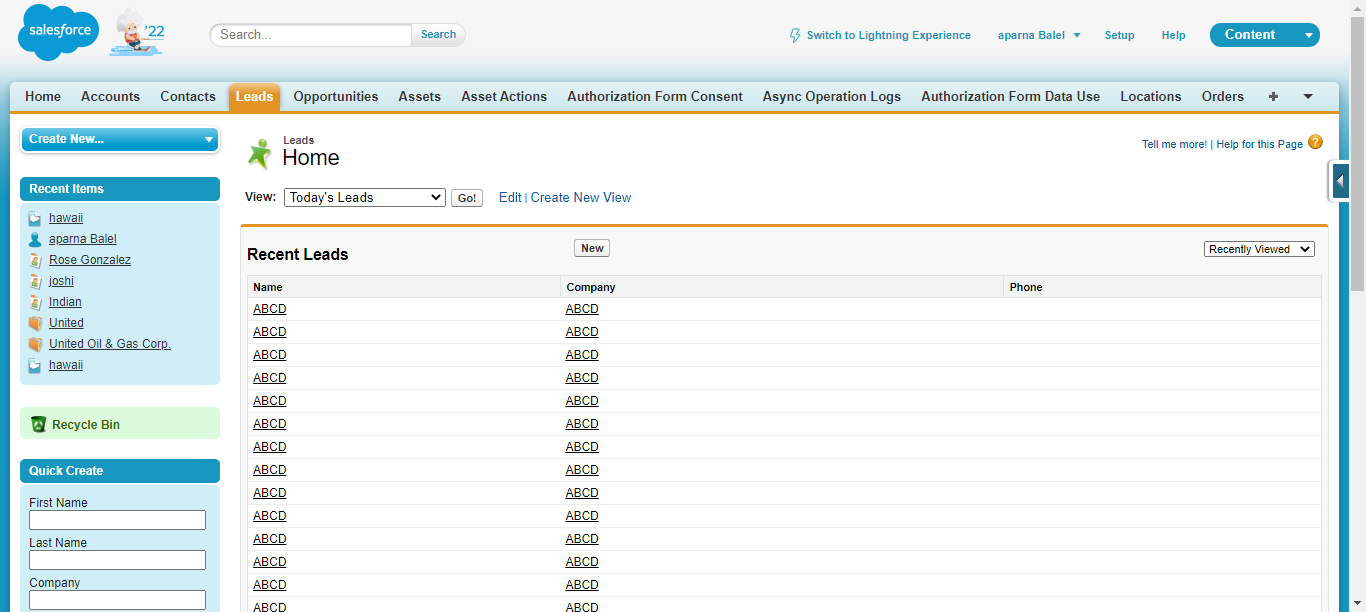 salesforce
'22
Search...
Search
Switch to Lightning Experience
aparna Balel
Setup
Help
Content
Home Accounts Contacts Leads Opportunities Assets Asset Actions Authorization Form Consent Async Operation Logs Authorization Form Data Use Locations Orders +
Create New...
Recent Items
hawaii
aparna Balel
Rose Gonzalez
joshi
Indian
United
United Oil & Gas Corp.
hawaii
Recycle Bin
Quick Create
First Name
Last Name
Company
Leads
Home
Tell me more! | Help for this Page ?
View: Today's Leads Go! Edit | Create New View
Recent Leads New Recently Viewed
Name Company Phone
ABCD ABCD
ABCD ABCD
ABCD ABCD
ABCD ABCD
ABCD ABCD
ABCD ABCD
ABCD ABCD
ABCD ABCD
ABCD ABCD
ABCD ABCD
ABCD ABCD
ABCD ABCD
ABCD ABCD
ABCD ABCD